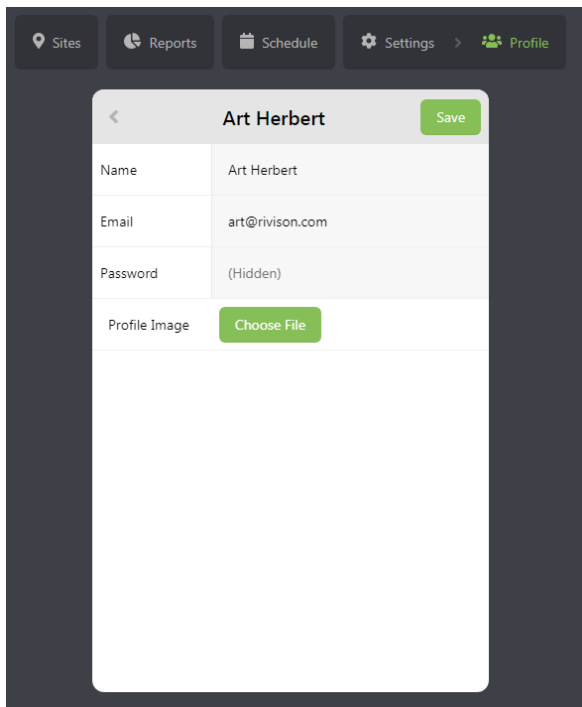 Sites Reports Schedule Settings > Profile
< Art Herbert Save
Name Art Herbert
Email art@rivison.com
Password (Hidden)
Profile Image Choose File